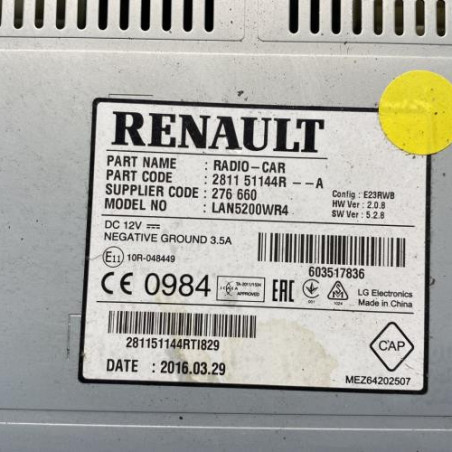 RENAULT
PART NAME : RADIO-CAR
PART CODE : 2811 51144R --A
SUPPLIER CODE : 276 660
MODEL NO : LAN5200WR4
Config : E23RWB
HW Ver : 2.0.8
SW Ver : 5.2.8
DC 12V
NEGATIVE GROUND 3.5A
E11 10R-048449
603517836
CE 0984
APPROVED
EAC
LG Electronics
Made in China
281151144RTI829
DATE : 2016.03.29
CAP
MEZ64202507